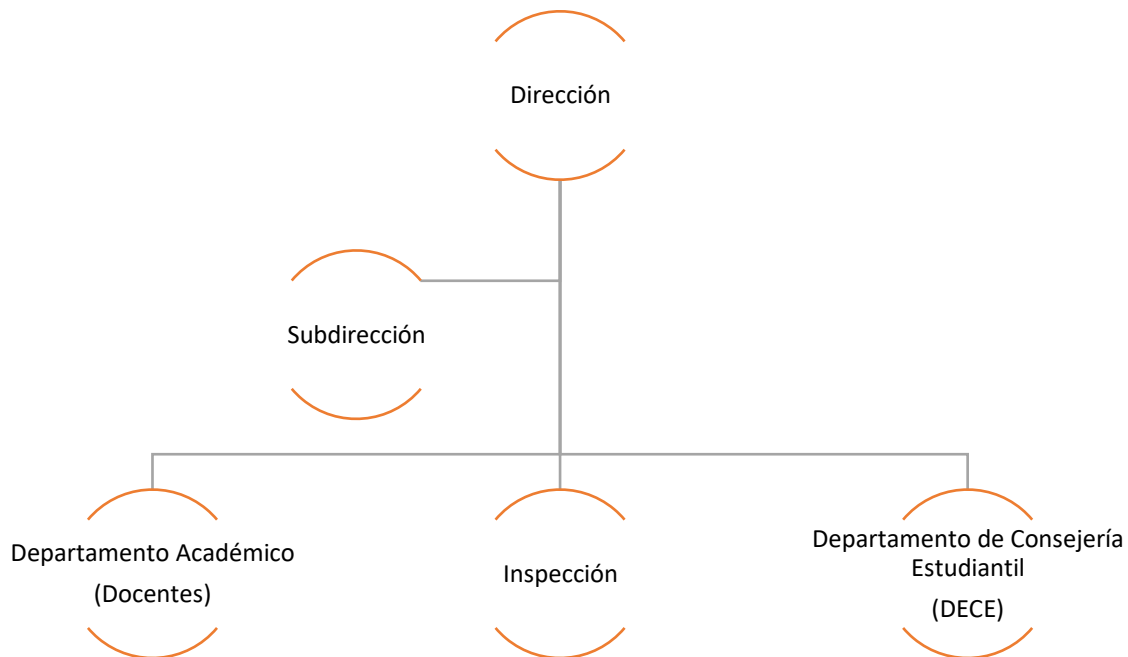 Dirección
Subdirección
Departamento Académico
(Docentes)
Inspección
Departamento de Consejería
Estudiantil
(DECE)